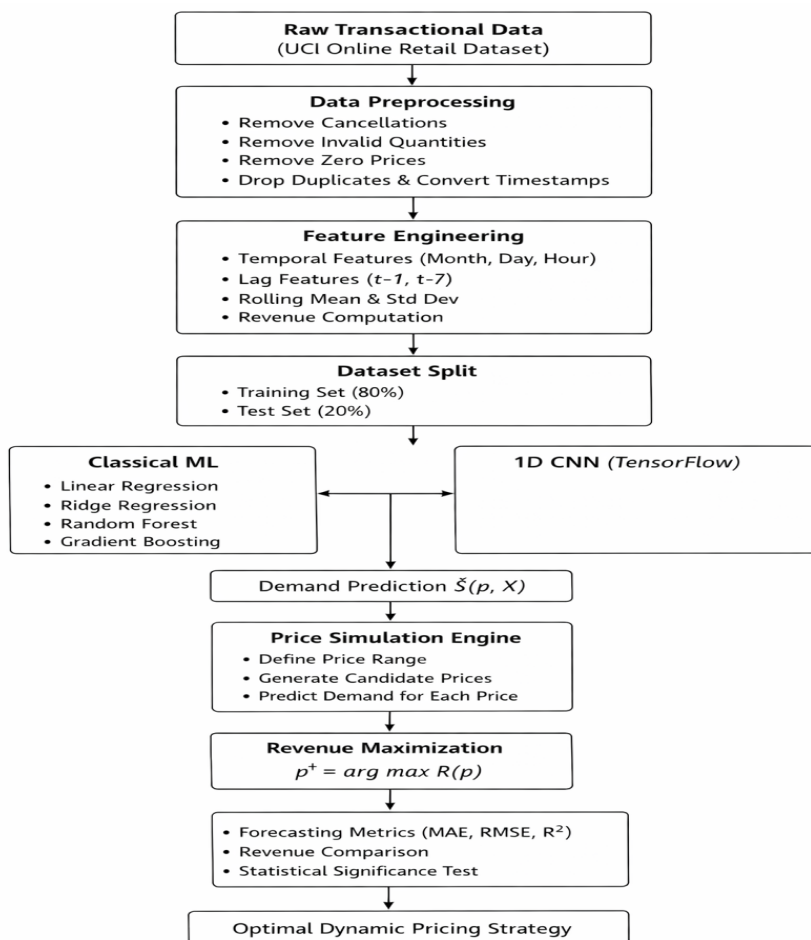 Raw Transactional Data
(UCI Online Retail Dataset)
Data Preprocessing
• Remove Cancellations
• Remove Invalid Quantities
• Remove Zero Prices
• Drop Duplicates & Convert Timestamps
Feature Engineering
• Temporal Features (Month, Day, Hour)
• Lag Features (t-1, t-7)
• Rolling Mean & Std Dev
• Revenue Computation
Dataset Split
• Training Set (80%)
• Test Set (20%)
Classical ML
• Linear Regression
• Ridge Regression
• Random Forest
• Gradient Boosting
1D CNN (TensorFlow)
Demand Prediction Š(p, X)
Price Simulation Engine
• Define Price Range
• Generate Candidate Prices
• Predict Demand for Each Price
Revenue Maximization
p⁺ = arg max R(p)
• Forecasting Metrics (MAE, RMSE, R²)
• Revenue Comparison
• Statistical Significance Test
Optimal Dynamic Pricing Strategy